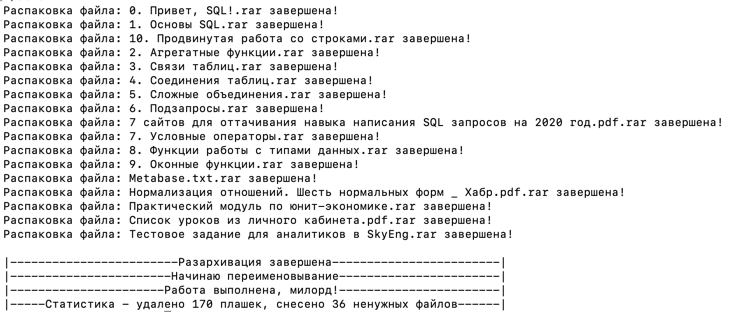 Распаковка файла: 0. Привет, SQL!.rar завершена!
Распаковка файла: 1. Основы SQL.rar завершена!
Распаковка файла: 10. Продвинутая работа со строками.rar завершена!
Распаковка файла: 2. Агрегатные функции.rar завершена!
Распаковка файла: 3. Связи таблиц.rar завершена!
Распаковка файла: 4. Соединения таблиц.rar завершена!
Распаковка файла: 5. Сложные объединения.rar завершена!
Распаковка файла: 6. Подзапросы.rar завершена!
Распаковка файла: 7 сайтов для оттачивания навыка написания SQL запросов на 2020 год.pdf.rar завершена!
Распаковка файла: 7. Условные операторы.rar завершена!
Распаковка файла: 8. Функции работы с типами данных.rar завершена!
Распаковка файла: 9. Оконные функции.rar завершена!
Распаковка файла: Metabase.txt.rar завершена!
Распаковка файла: Нормализация отношений. Шесть нормальных форм _ Хабр.pdf.rar завершена!
Распаковка файла: Практический модуль по юнит-экономике.rar завершена!
Распаковка файла: Список уроков из личного кабинета.pdf.rar завершена!
Распаковка файла: Тестовое задание для аналитиков в SkyEng.rar завершена!
|------------------------Разархивация завершена------------------------|
|-----------------------Начинаю переименовывание-----------------------|
|----------------------Работа выполнена, милорд!-----------------------|
|-----Статистика - удалено 170 плашек, снесено 36 ненужных файлов------|